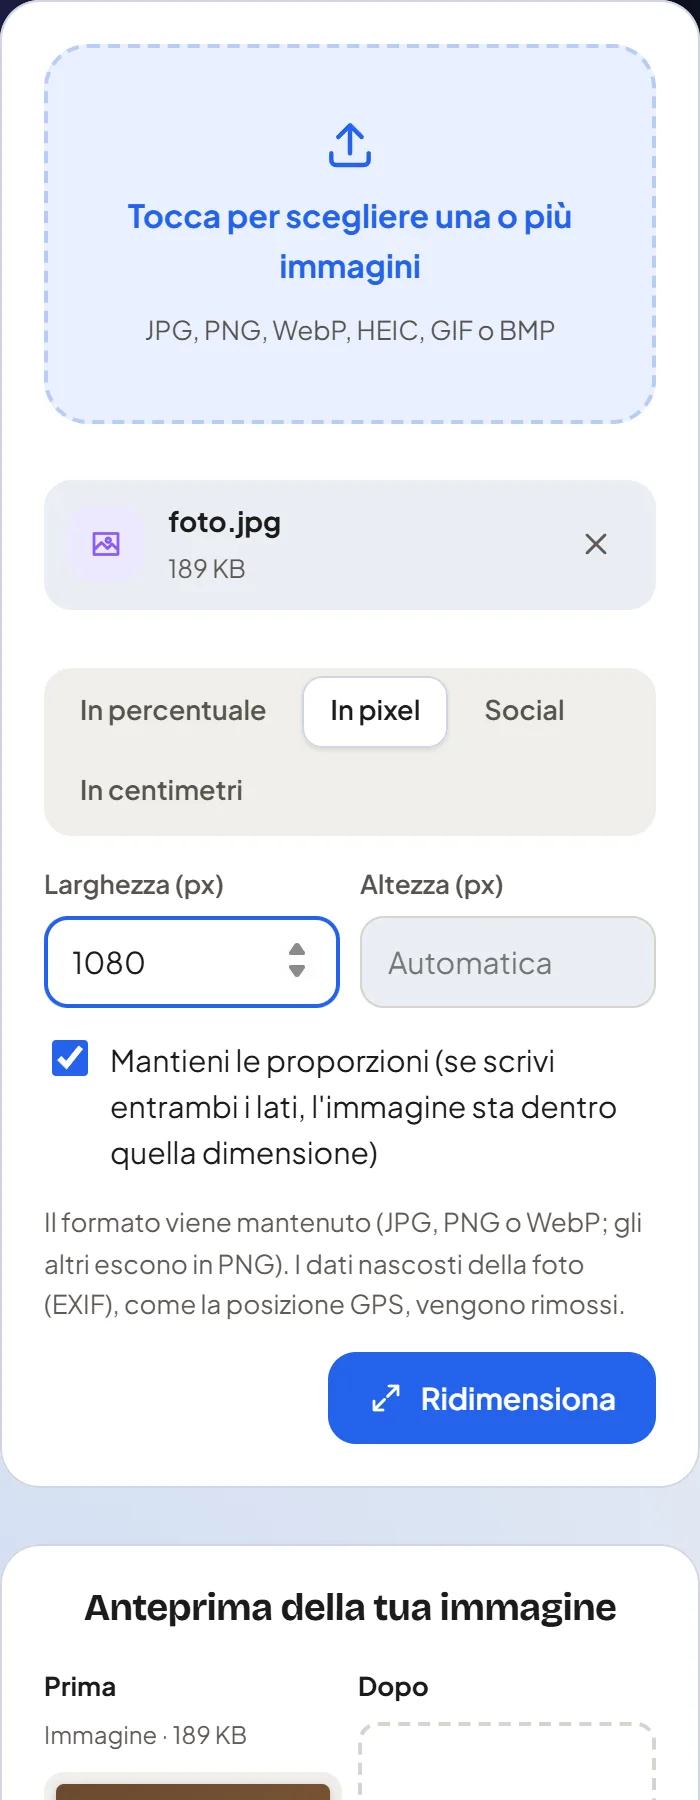 Tocca per scegliere una o più
immagini
JPG, PNG, WebP, HEIC, GIF o BMP
foto.jpg
189 KB
In percentuale
In pixel
Social
In centimetri
Larghezza (px)
Altezza (px)
1080
Automatica
Mantieni le proporzioni (se scrivi
entrambi i lati, l'immagine sta dentro
quella dimensione)
Il formato viene mantenuto (JPG, PNG o WebP; gli
altri escono in PNG). I dati nascosti della foto
(EXIF), come la posizione GPS, vengono rimossi.
Ridimensiona
Anteprima della tua immagine
Prima
Dopo
Immagine · 189 KB